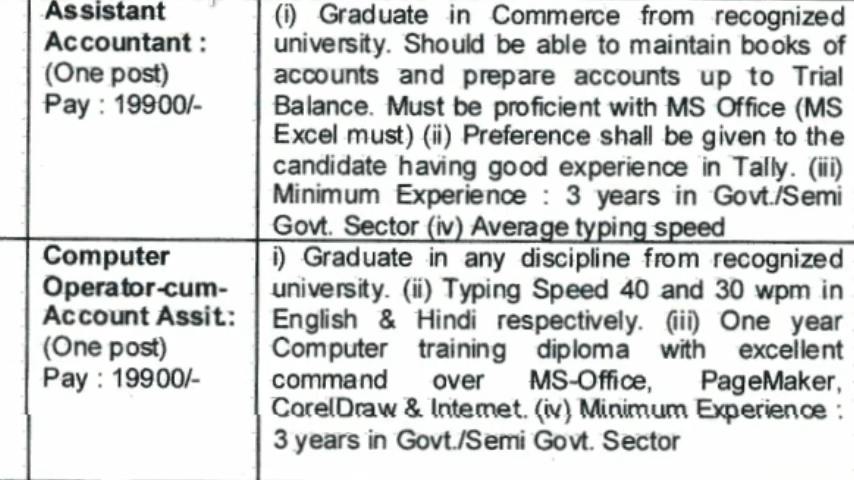 Assistant
Accountant :
(One post)
Pay : 19900/-
(i) Graduate in Commerce from recognized
university. Should be able to maintain books of
accounts and prepare accounts up to Trial
Balance. Must be proficient with MS Office (MS
Excel must) (ii) Preference shall be given to the
candidate having good experience in Tally. (iii)
Minimum Experience : 3 years in Govt./Semi
Govt. Sector (iv) Average typing speed
Computer
Operator-cum-
Account Assit.:
(One post)
Pay : 19900/-
i) Graduate in any discipline from recognized
university. (ii) Typing Speed 40 and 30 wpm in
English & Hindi respectively. (iii) One year
Computer training diploma with excellent
command over MS-Office, PageMaker,
CorelDraw & Internet. (iv) Minimum Experience :
3 years in Govt./Semi Govt. Sector